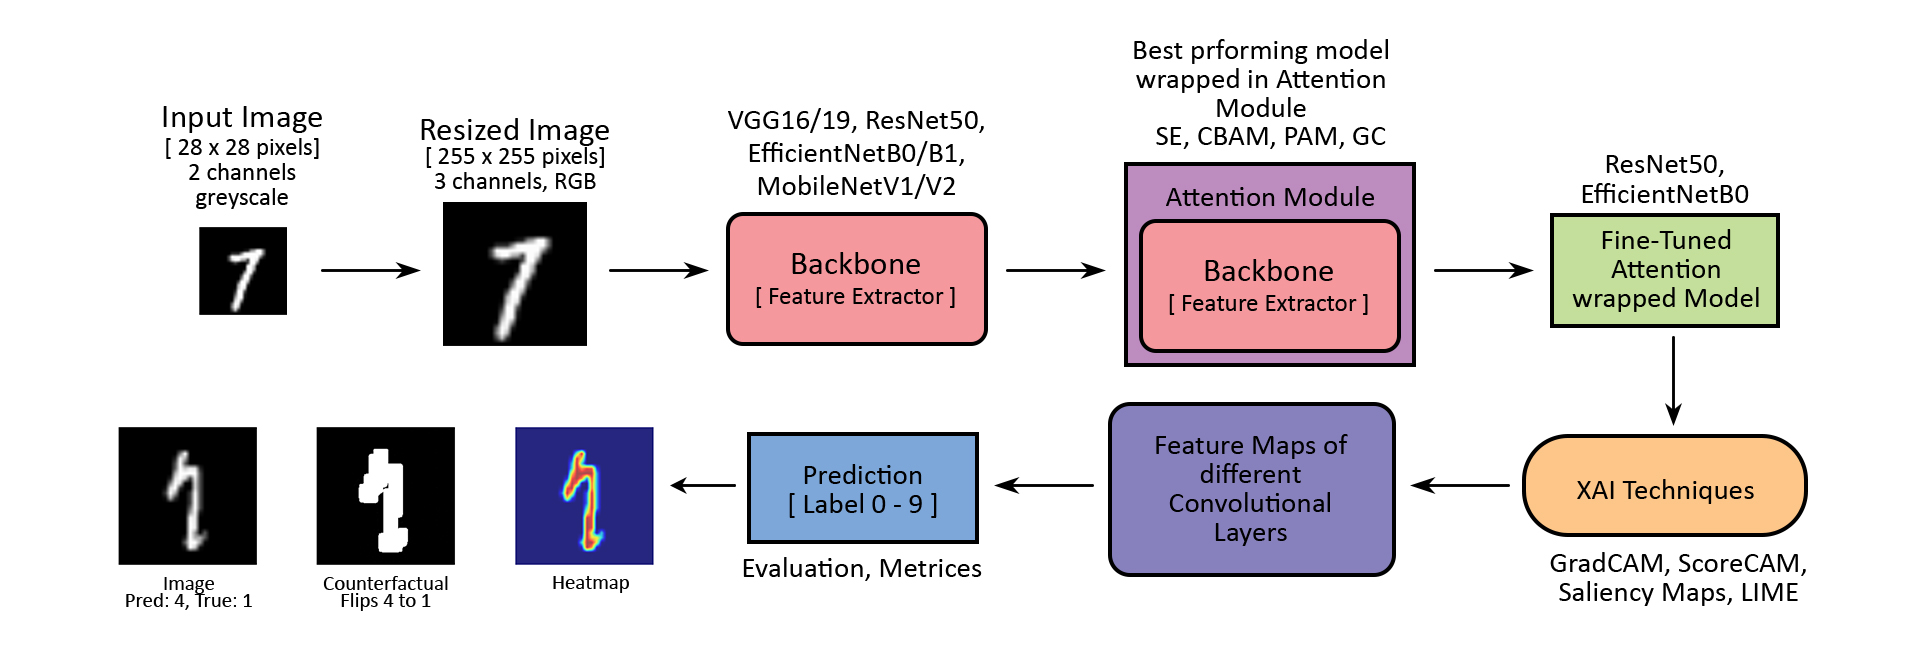 Input Image
[ 28 x 28 pixels]
2 channels
greyscale
Resized Image
[ 255 x 255 pixels]
3 channels, RGB
VGG16/19, ResNet50,
EfficientNetB0/B1,
MobileNetV1/V2
Backbone
[ Feature Extractor ]
Best prforming model
wrapped in Attention
Module
SE, CBAM, PAM, GC
Attention Module
Backbone
[ Feature Extractor ]
ResNet50,
EfficientNetB0
Fine-Tuned
Attention
wrapped Model
XAI Techniques
GradCAM, ScoreCAM,
Saliency Maps, LIME
Feature Maps of
different
Convolutional
Layers
Prediction
[ Label 0 - 9 ]
Evaluation, Metrices
Heatmap
Counterfactual
Flips 4 to 1
Image
Pred: 4, True: 1